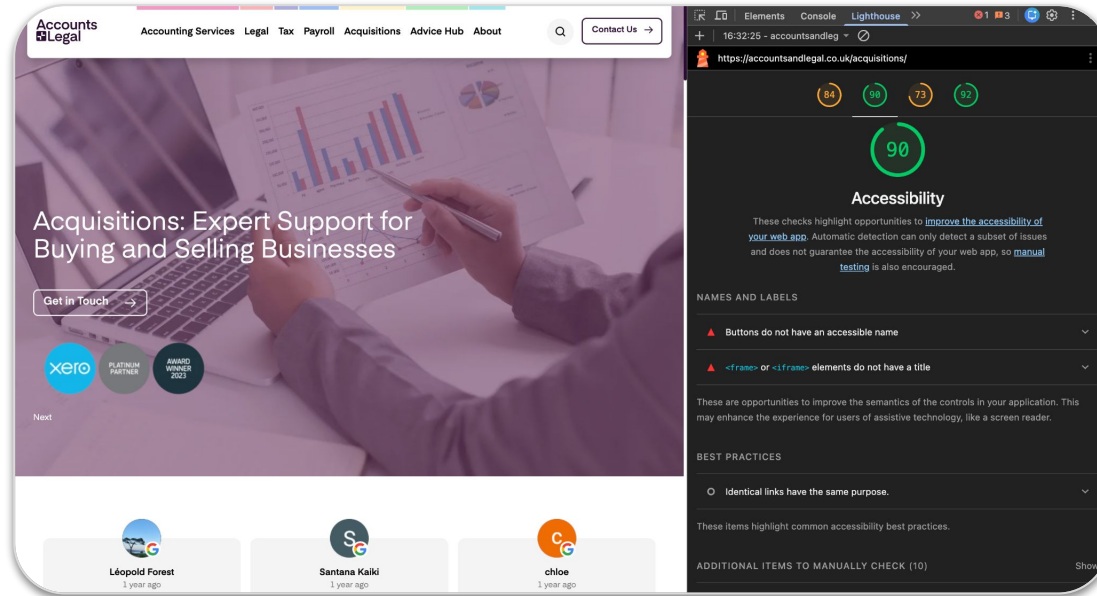 Accounts
&Legal
Accounting Services Legal Tax Payroll Acquisitions Advice Hub About
Contact Us →
Acquisitions: Expert Support for
Buying and Selling Businesses
Get in Touch →
xero
PLATINUM
PARTNER
AWARD
WINNER
2023
Next
S
G
c
G
G
Léopold Forest
1 year ago
Santana Kaiki
1 year ago
chloe
1 year ago
Elements Console Lighthouse >> 1 3
+ 16:32:25 - accountsandleg
https://accountsandlegal.co.uk/acquisitions/
84 90 73 92
90
Accessibility
These checks highlight opportunities to improve the accessibility of
your web app. Automatic detection can only detect a subset of issues
and does not guarantee the accessibility of your web app, so manual
testing is also encouraged.
NAMES AND LABELS
Buttons do not have an accessible name
<frame> or <iframe> elements do not have a title
These are opportunities to improve the semantics of the controls in your application. This
may enhance the experience for users of assistive technology, like a screen reader.
BEST PRACTICES
Identical links have the same purpose.
These items highlight common accessibility best practices.
ADDITIONAL ITEMS TO MANUALLY CHECK (10) Show